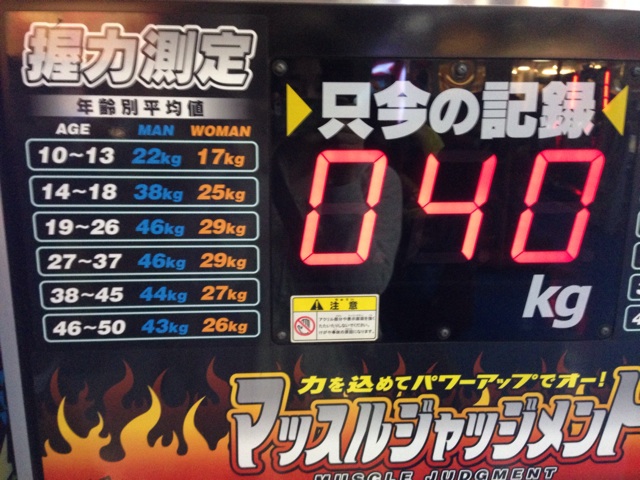 握力測定
年齢別平均値
AGE MAN WOMAN
10~13 22kg 17kg
14~18 38kg 25kg
19~26 46kg 29kg
27~37 46kg 29kg
38~45 44kg 27kg
46~50 43kg 26kg
只今の記録
040
kg
注意
力を込めてパワーアップでオー!
マッスルジャッジメント
MUSCLE JUDGMENT